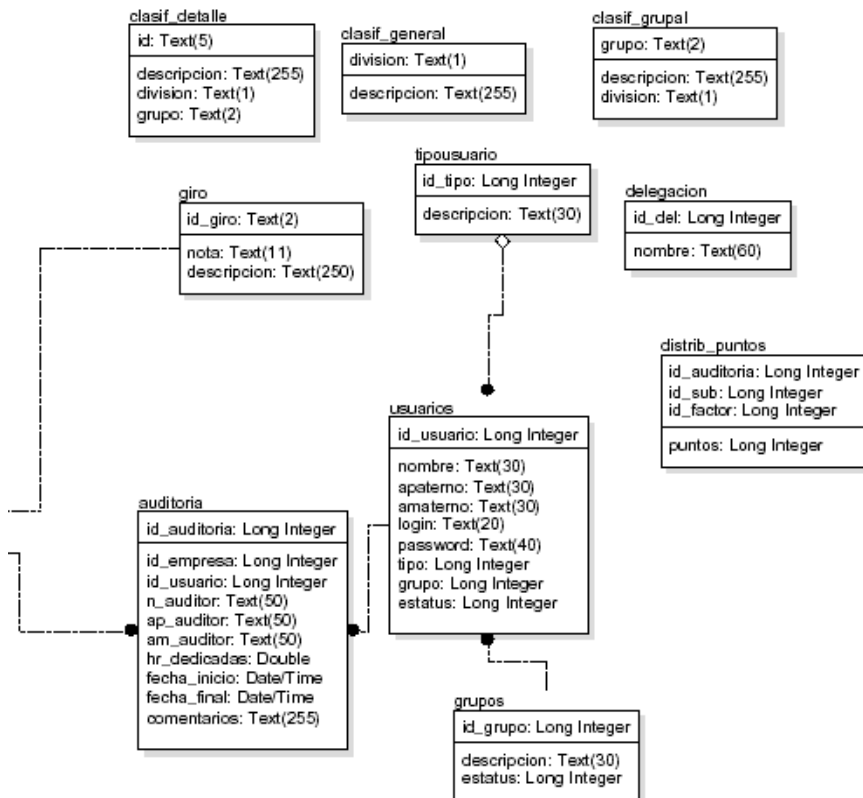 clasif_detalle
id: Text(5)
descripcion: Text(255)
division: Text(1)
grupo: Text(2)
clasif_general
division: Text(1)
descripcion: Text(255)
clasif_grupal
grupo: Text(2)
descripcion: Text(255)
division: Text(1)
tipousuario
id_tipo: Long Integer
descripcion: Text(30)
giro
id_giro: Text(2)
nota: Text(11)
descripcion: Text(250)
delegacion
id_del: Long Integer
nombre: Text(60)
distrib_puntos
id_auditoria: Long Integer
id_sub: Long Integer
id_factor: Long Integer
puntos: Long Integer
usuarios
id_usuario: Long Integer
nombre: Text(30)
apaterno: Text(30)
amaterno: Text(30)
login: Text(20)
password: Text(40)
tipo: Long Integer
grupo: Long Integer
estatus: Long Integer
auditoria
id_auditoria: Long Integer
id_empresa: Long Integer
id_usuario: Long Integer
n_auditor: Text(50)
ap_auditor: Text(50)
am_auditor: Text(50)
hr_dedicadas: Double
fecha_inicio: Date/Time
fecha_final: Date/Time
comentarios: Text(255)
grupos
id_grupo: Long Integer
descripcion: Text(30)
estatus: Long Integer